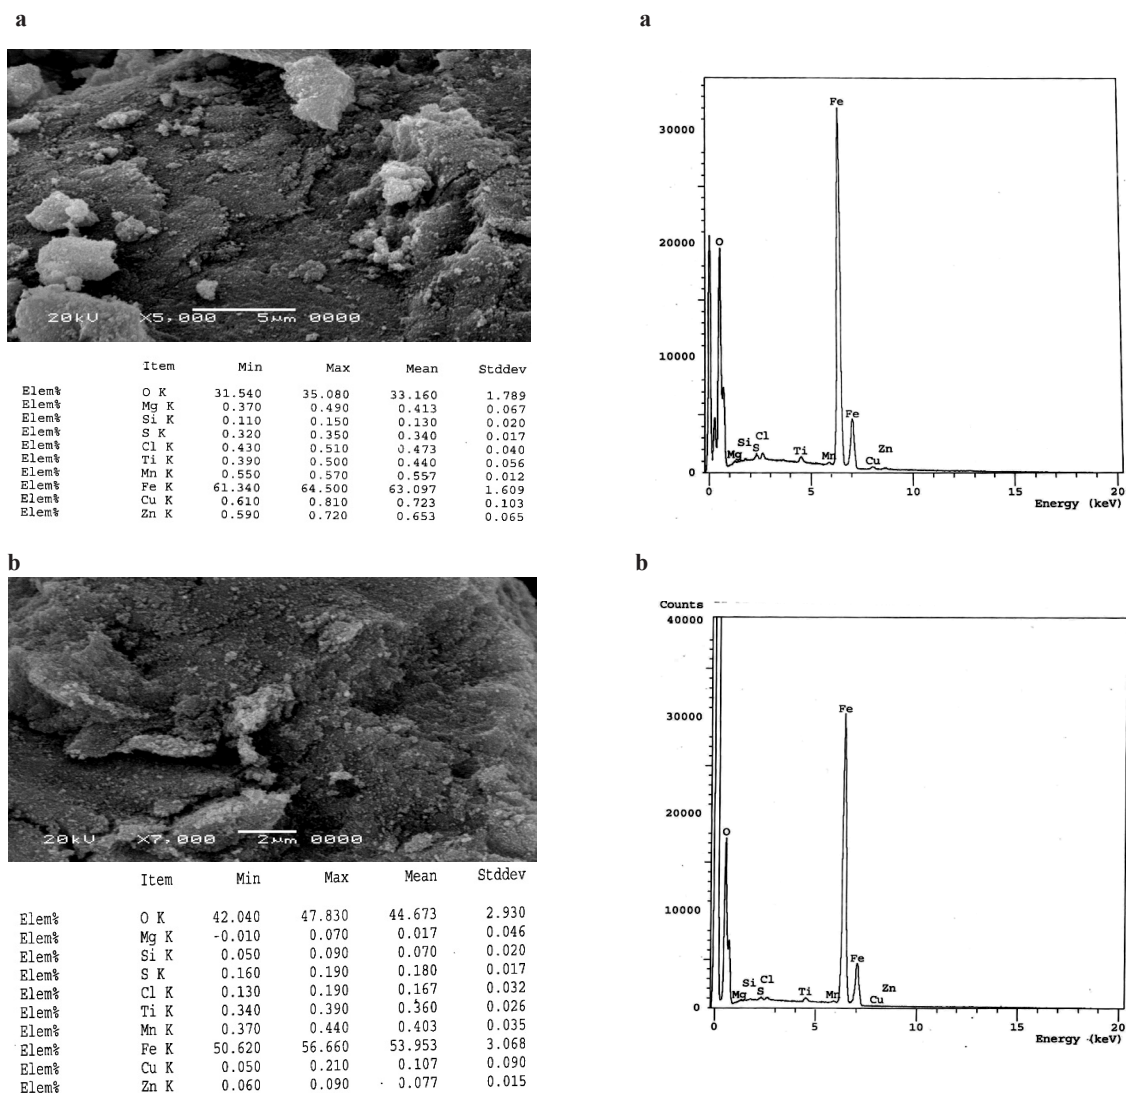 a
a
20kU X5,000 5µm 0000
Item Min Max Mean Stddev
Elem% O K 31.540 35.080 33.160 1.789
Elem% Mg K 0.370 0.490 0.413 0.067
Elem% Si K 0.110 0.150 0.130 0.020
Elem% S K 0.320 0.350 0.340 0.017
Elem% Cl K 0.430 0.510 0.473 0.040
Elem% Ti K 0.390 0.500 0.440 0.056
Elem% Mn K 0.550 0.570 0.557 0.012
Elem% Fe K 61.340 64.500 63.097 1.609
Elem% Cu K 0.610 0.810 0.723 0.103
Elem% Zn K 0.590 0.720 0.653 0.065
Fe
30000
O
20000
10000
Fe
Mg Si S Cl Ti Mn Cu Zn
0
0 5 10 15 20
Energy (keV)
b
b
20kU X7,000 2µm 0000
Item Min Max Mean Stddev
Elem% O K 42.040 47.830 44.673 2.930
Elem% Mg K -0.010 0.070 0.017 0.046
Elem% Si K 0.050 0.090 0.070 0.020
Elem% S K 0.160 0.190 0.180 0.017
Elem% Cl K 0.130 0.190 0.167 0.032
Elem% Ti K 0.340 0.390 0.360 0.026
Elem% Mn K 0.370 0.440 0.403 0.035
Elem% Fe K 50.620 56.660 53.953 3.068
Elem% Cu K 0.050 0.210 0.107 0.090
Elem% Zn K 0.060 0.090 0.077 0.015
Counts
40000
Fe
30000
20000
O
10000
Fe
Mg Si S Cl Ti Mn Cu Zn
0
0 5 10 15 20
Energy (keV)